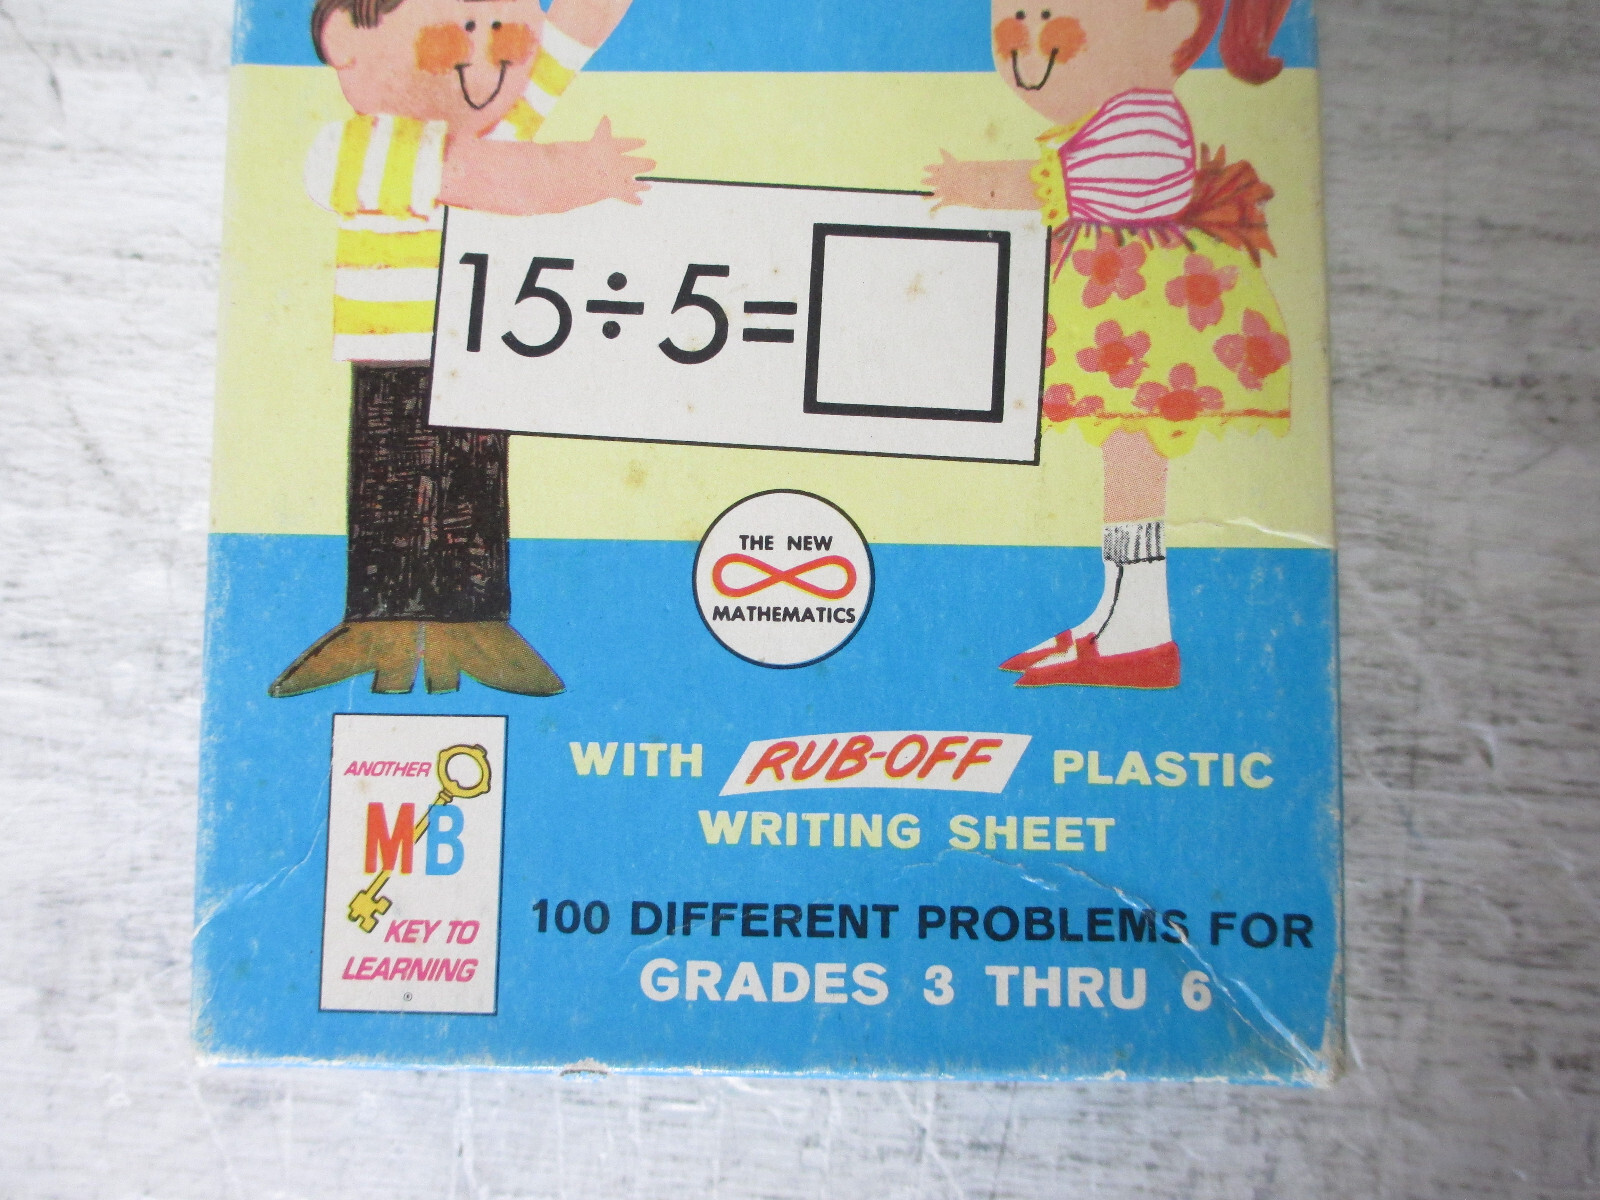 15÷5=
THE NEW
MATHEMATICS
WITH RUB-OFF PLASTIC
WRITING SHEET
100 DIFFERENT PROBLEMS FOR
GRADES 3 THRU 6
ANOTHER
MB
KEY TO
LEARNING
®